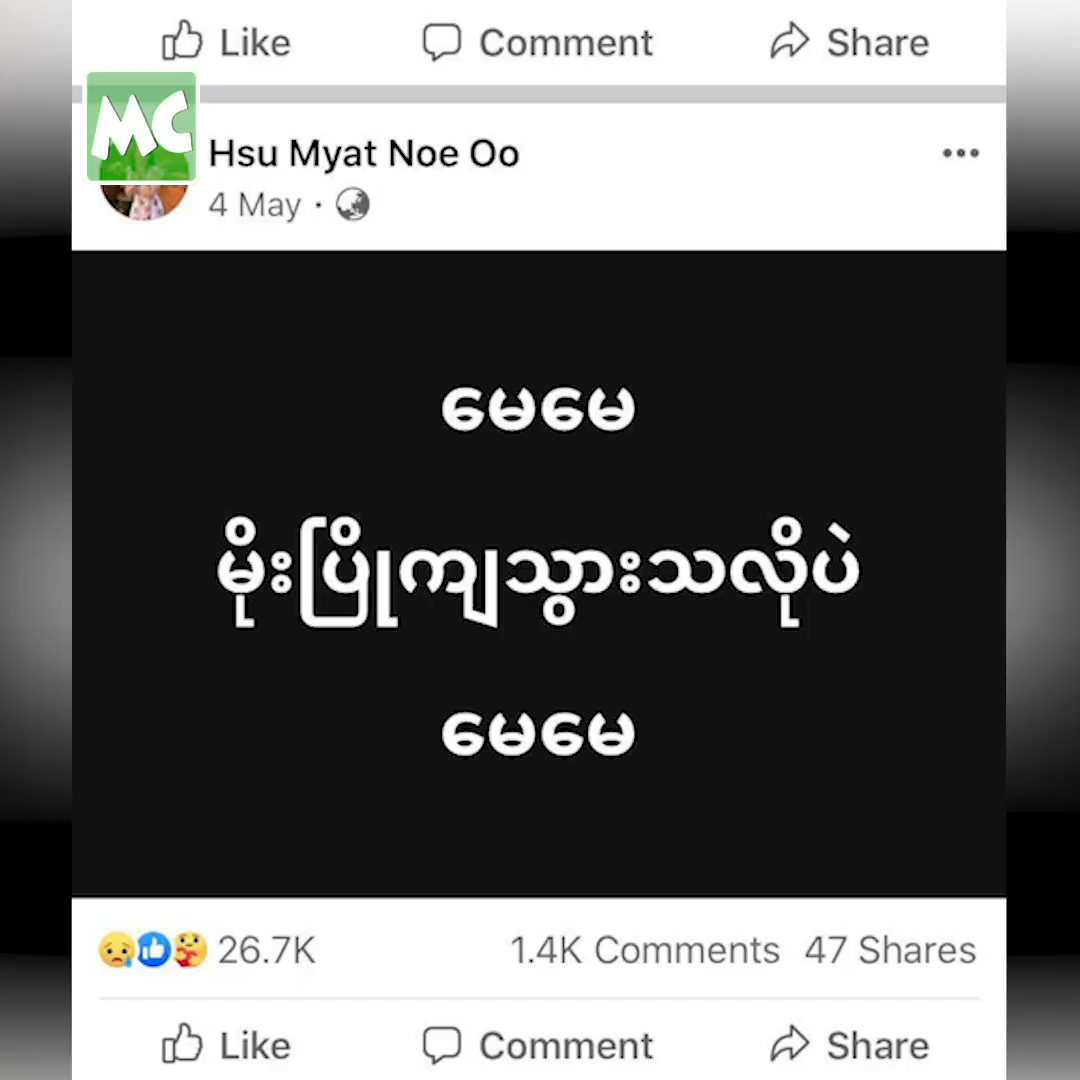 Like Comment Share
MC
Hsu Myat Noe Oo
4 May ·
မေမေ
မိုးပြိုကျသွားသလိုပဲ
မေမေ
26.7K 1.4K Comments 47 Shares
Like Comment Share